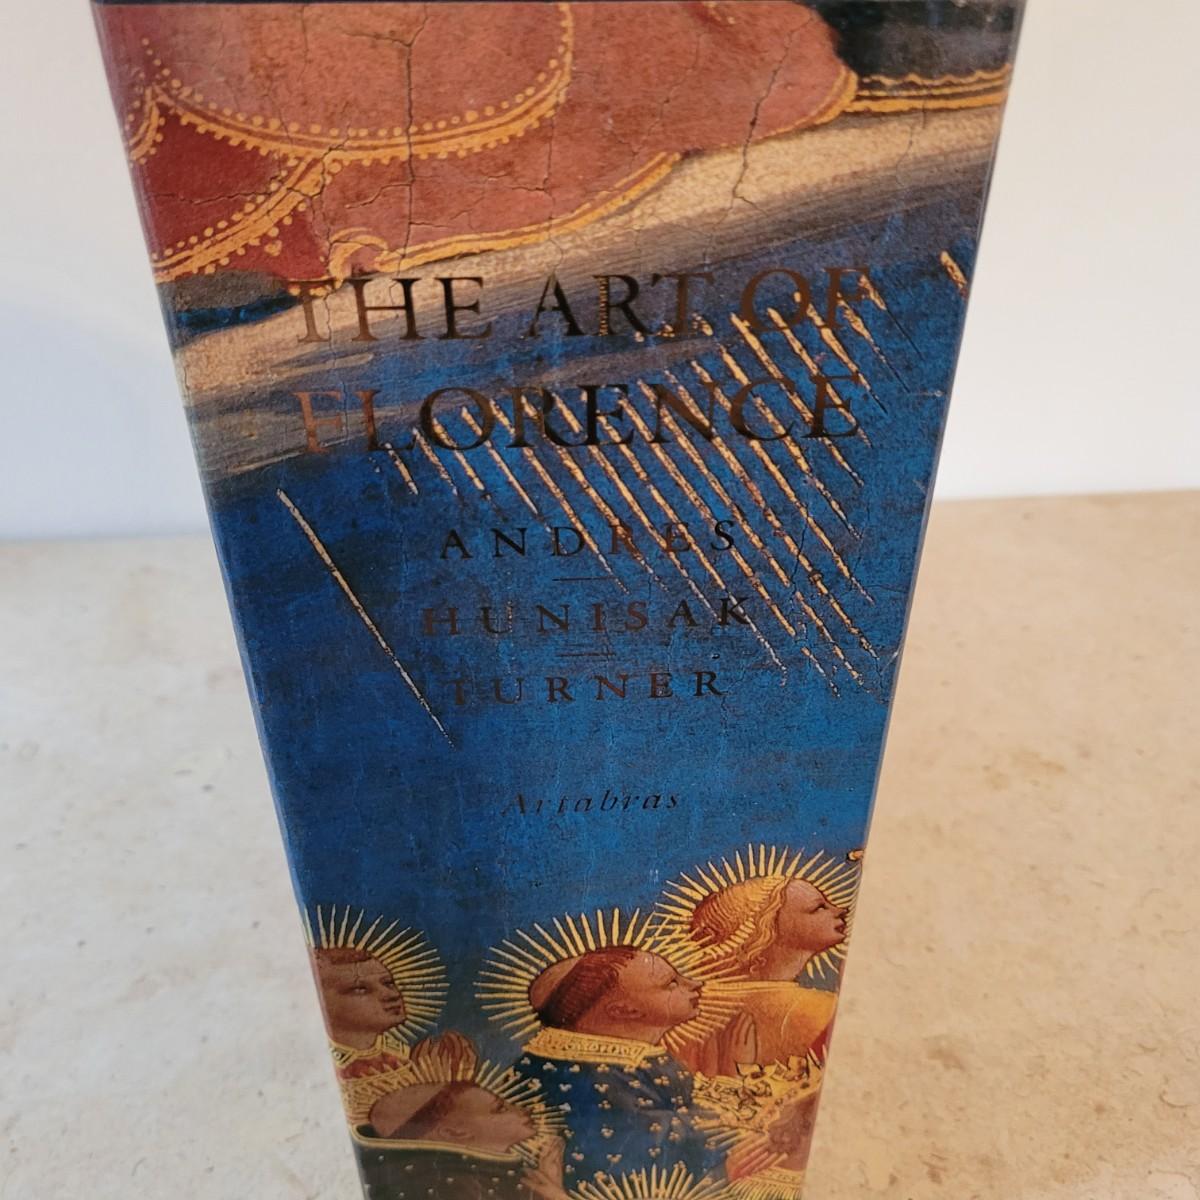 THE ART OF
FLORENCE
ANDRES
HUNISAK
TURNER
Artabras